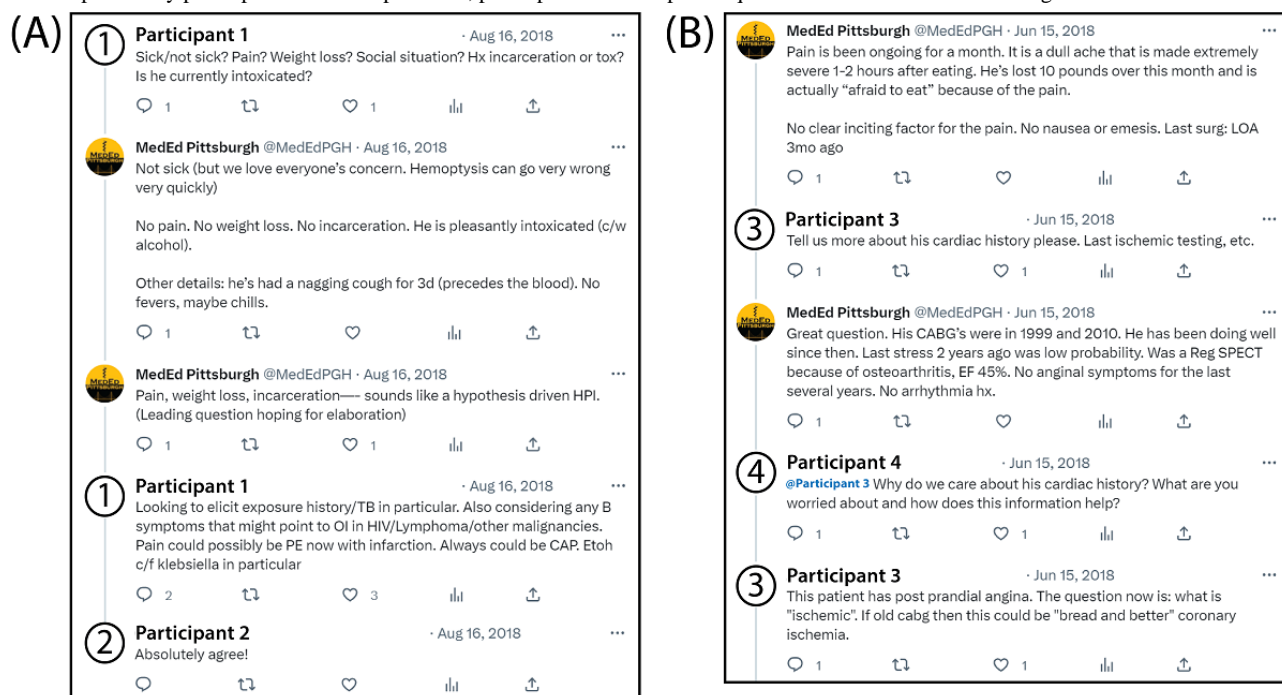 (A)
1 Participant 1 · Aug 16, 2018 ···
Sick/not sick? Pain? Weight loss? Social situation? Hx incarceration or tox?
Is he currently intoxicated?
1 1
MedEd Pittsburgh @MedEdPGH · Aug 16, 2018 ···
Not sick (but we love everyone's concern. Hemoptysis can go very wrong
very quickly)
No pain. No weight loss. No incarceration. He is pleasantly intoxicated (c/w
alcohol).
Other details: he's had a nagging cough for 3d (precedes the blood). No
fevers, maybe chills.
1
MedEd Pittsburgh @MedEdPGH · Aug 16, 2018 ···
Pain, weight loss, incarceration—- sounds like a hypothesis driven HPI.
(Leading question hoping for elaboration)
1 1
1 Participant 1 · Aug 16, 2018 ···
Looking to elicit exposure history/TB in particular. Also considering any B
symptoms that might point to OI in HIV/Lymphoma/other malignancies.
Pain could possibly be PE now with infarction. Always could be CAP. Etoh
c/f klebsiella in particular
2 3
2 Participant 2 · Aug 16, 2018 ···
Absolutely agree!
(B)
MedEd Pittsburgh @MedEdPGH · Jun 15, 2018 ···
Pain is been ongoing for a month. It is a dull ache that is made extremely
severe 1-2 hours after eating. He's lost 10 pounds over this month and is
actually "afraid to eat" because of the pain.
No clear inciting factor for the pain. No nausea or emesis. Last surg: LOA
3mo ago
1
3 Participant 3 · Jun 15, 2018 ···
Tell us more about his cardiac history please. Last ischemic testing, etc.
1 1
MedEd Pittsburgh @MedEdPGH · Jun 15, 2018 ···
Great question. His CABG's were in 1999 and 2010. He has been doing well
since then. Last stress 2 years ago was low probability. Was a Reg SPECT
because of osteoarthritis, EF 45%. No anginal symptoms for the last
several years. No arrhythmia hx.
1
4 Participant 4 · Jun 15, 2018 ···
@Participant 3 Why do we care about his cardiac history? What are you
worried about and how does this information help?
1 1
3 Participant 3 · Jun 15, 2018 ···
This patient has post prandial angina. The question now is: what is
"ischemic". If old cabg then this could be "bread and better" coronary
ischemia.
1 1